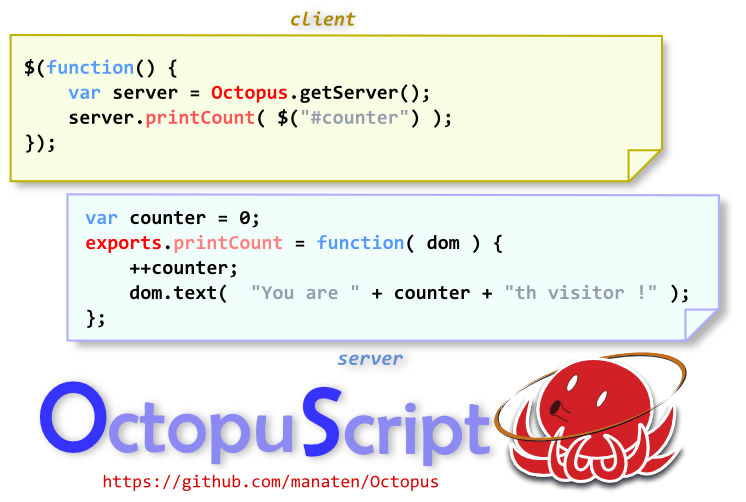 client
$(function() {
    var server = Octopus.getServer();
    server.printCount( $("#counter") );
});
var counter = 0;
exports.printCount = function( dom ) {
    ++counter;
    dom.text(  "You are " + counter + "th visitor !" );
};
server
OctopuScript
https://github.com/manaten/Octopus